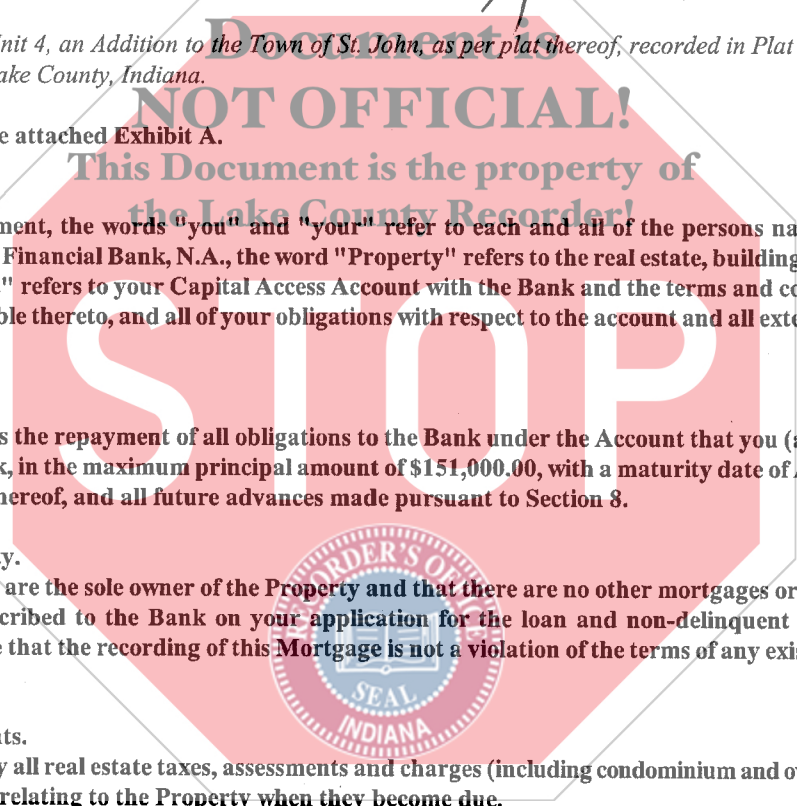 Document is
nit 4, an Addition to the Town of St. John, as per plat thereof, recorded in Plat
ake County, Indiana.
NOT OFFICIAL!
e attached Exhibit A.
This Document is the property of
the Lake County Recorder!
ment, the words "you" and "your" refer to each and all of the persons na
Financial Bank, N.A., the word "Property" refers to the real estate, building
" refers to your Capital Access Account with the Bank and the terms and co
ble thereto, and all of your obligations with respect to the account and all exte
STOP
s the repayment of all obligations to the Bank under the Account that you (a
k, in the maximum principal amount of $151,000.00, with a maturity date of A
hereof, and all future advances made pursuant to Section 8.
y.
are the sole owner of the Property and that there are no other mortgages or
cribed to the Bank on your application for the loan and non-delinquent
e that the recording of this Mortgage is not a violation of the terms of any exi
RECORDER'S OFFICE
SEAL
INDIANA
ts.
y all real estate taxes, assessments and charges (including condominium and ov
relating to the Property when they become due.